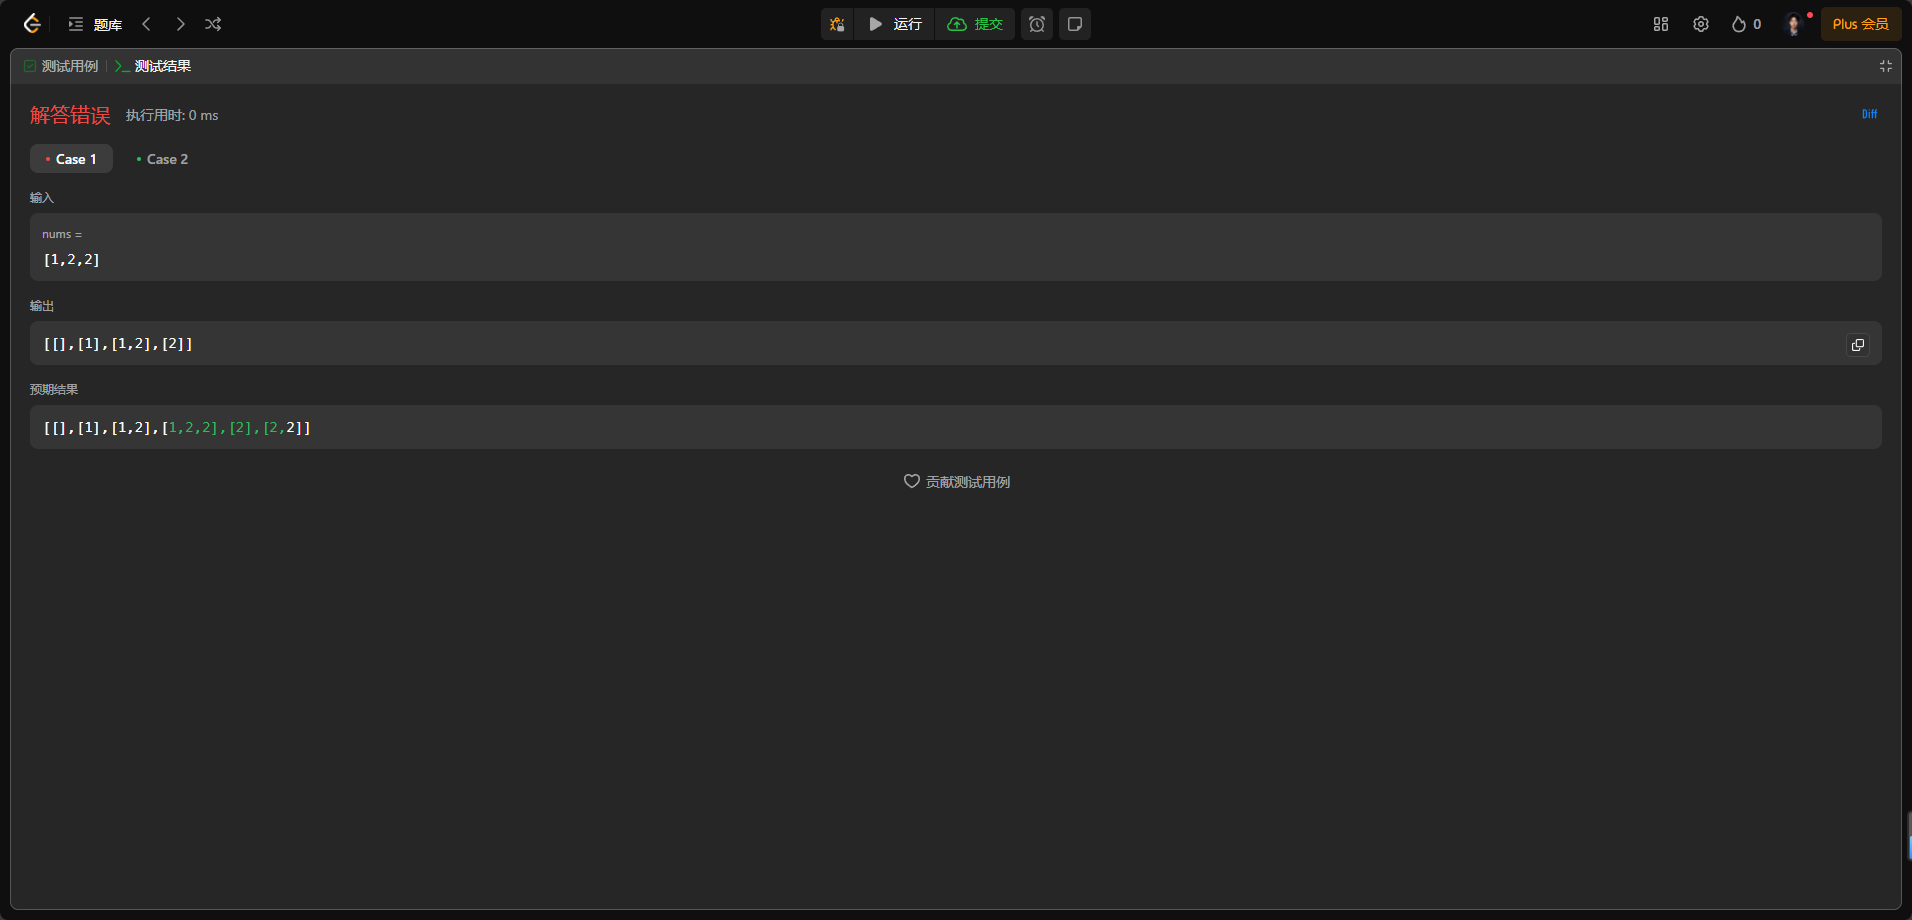 题库
运行
提交
0
Plus 会员
测试用例
测试结果
解答错误 执行用时: 0 ms
Diff
Case 1
Case 2
输入
nums =
[1,2,2]
输出
[[],[1],[1,2],[2]]
预期结果
[[],[1],[1,2],[1,2,2],[2],[2,2]]
贡献测试用例